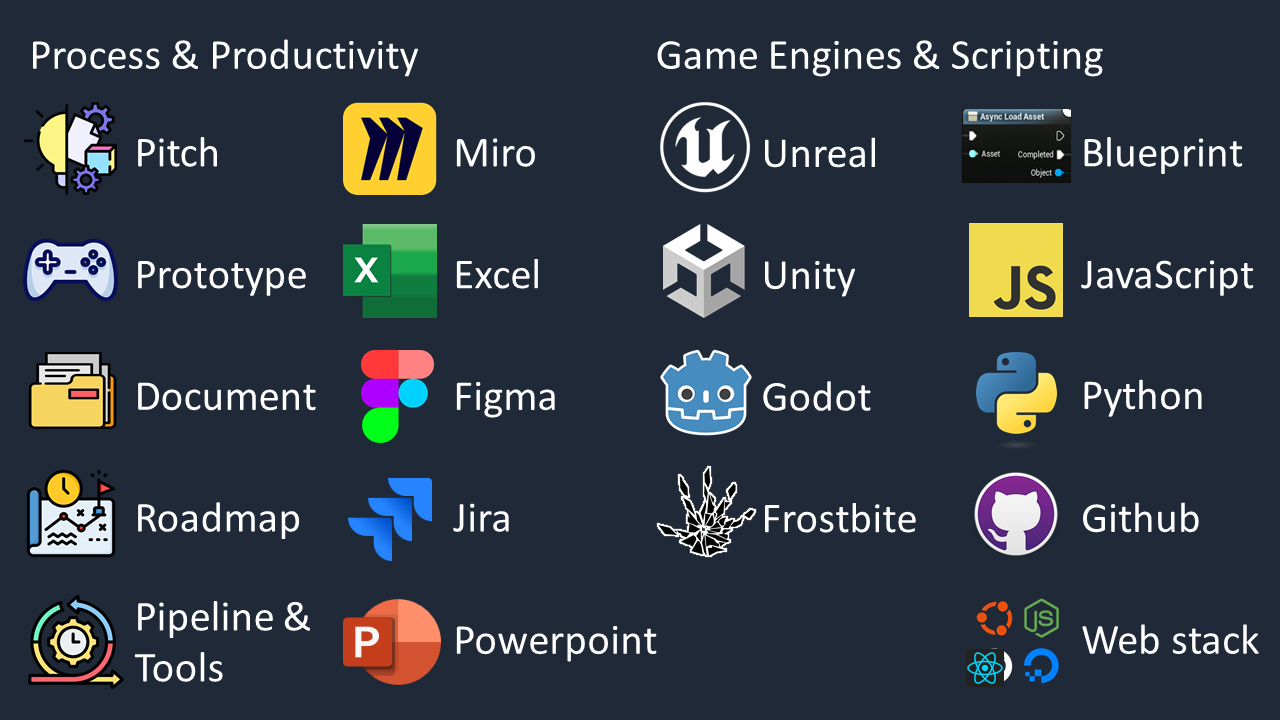 Process & Productivity
Game Engines & Scripting
Pitch
Miro
Unreal
Async Load Asset
Asset
Completed
Object
Blueprint
Prototype
X
Excel
Unity
JS
JavaScript
Document
Figma
Godot
Python
Roadmap
Jira
Frostbite
Github
Pipeline &
Tools
P
Powerpoint
JS
Web stack